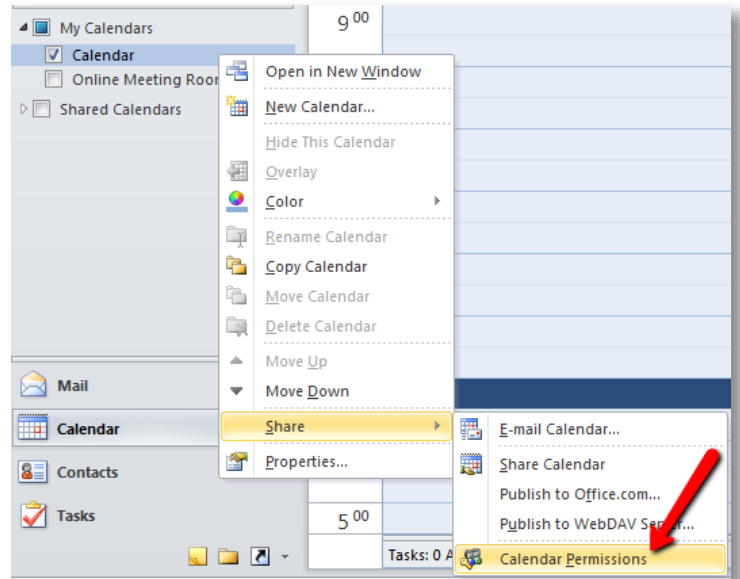 My Calendars
Calendar
Online Meeting Roo
Shared Calendars
9 00
Open in New Window
New Calendar...
Hide This Calendar
Overlay
Color
Rename Calendar
Copy Calendar
Move Calendar
Delete Calendar
Move Up
Move Down
Share
Properties...
E-mail Calendar...
Share Calendar
Publish to Office.com...
Publish to WebDAV Server...
Calendar Permissions
Mail
Calendar
Contacts
Tasks
5 00
Tasks: 0 A